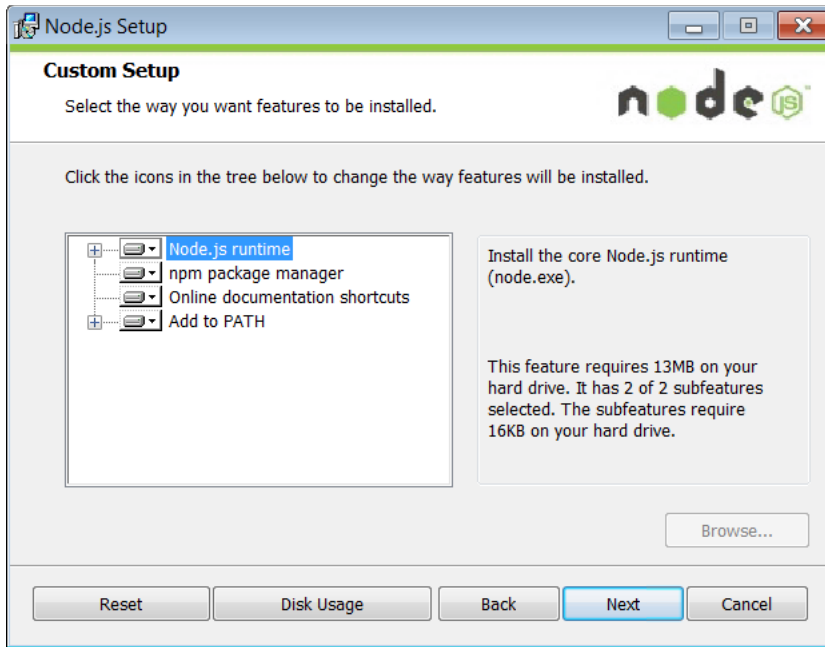 Node.js Setup
Custom Setup
Select the way you want features to be installed.
node JS™
Click the icons in the tree below to change the way features will be installed.
Node.js runtime
npm package manager
Online documentation shortcuts
Add to PATH
Install the core Node.js runtime
(node.exe).
This feature requires 13MB on your
hard drive. It has 2 of 2 subfeatures
selected. The subfeatures require
16KB on your hard drive.
Browse...
Reset
Disk Usage
Back
Next
Cancel